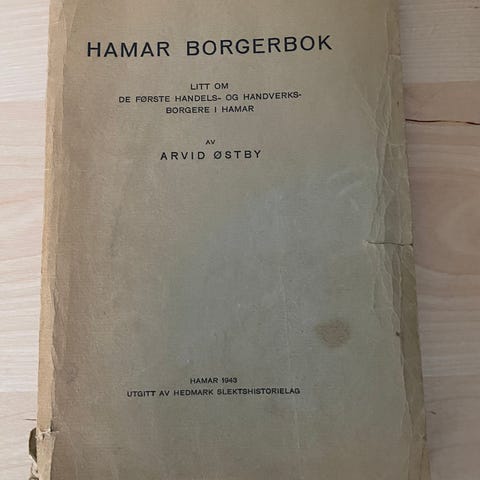 HAMAR BORGERBOK
LITT OM
DE FØRSTE HANDELS- OG HANDVERKS-
BORGERE I HAMAR
AV
ARVID ØSTBY
HAMAR 1943
UTGITT AV HEDMARK SLEKTSHISTORIELAG